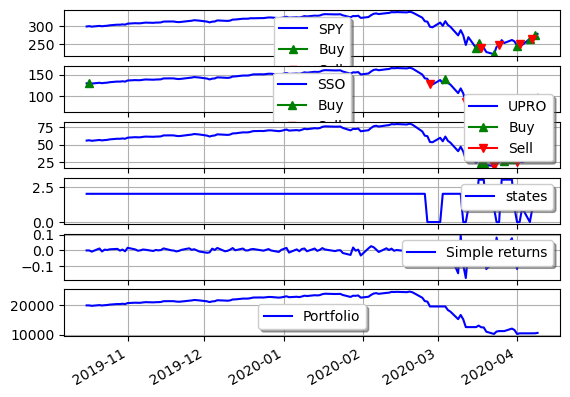 300
250
SPY
Buy
150
100
SSO
Buy
UPRO
Buy
Sell
75
50
25
2.5
0.0
states
0.1
0.0
−0.1
Simple returns
20000
10000
Portfolio
2019-11
2019-12
2020-01
2020-02
2020-03
2020-04